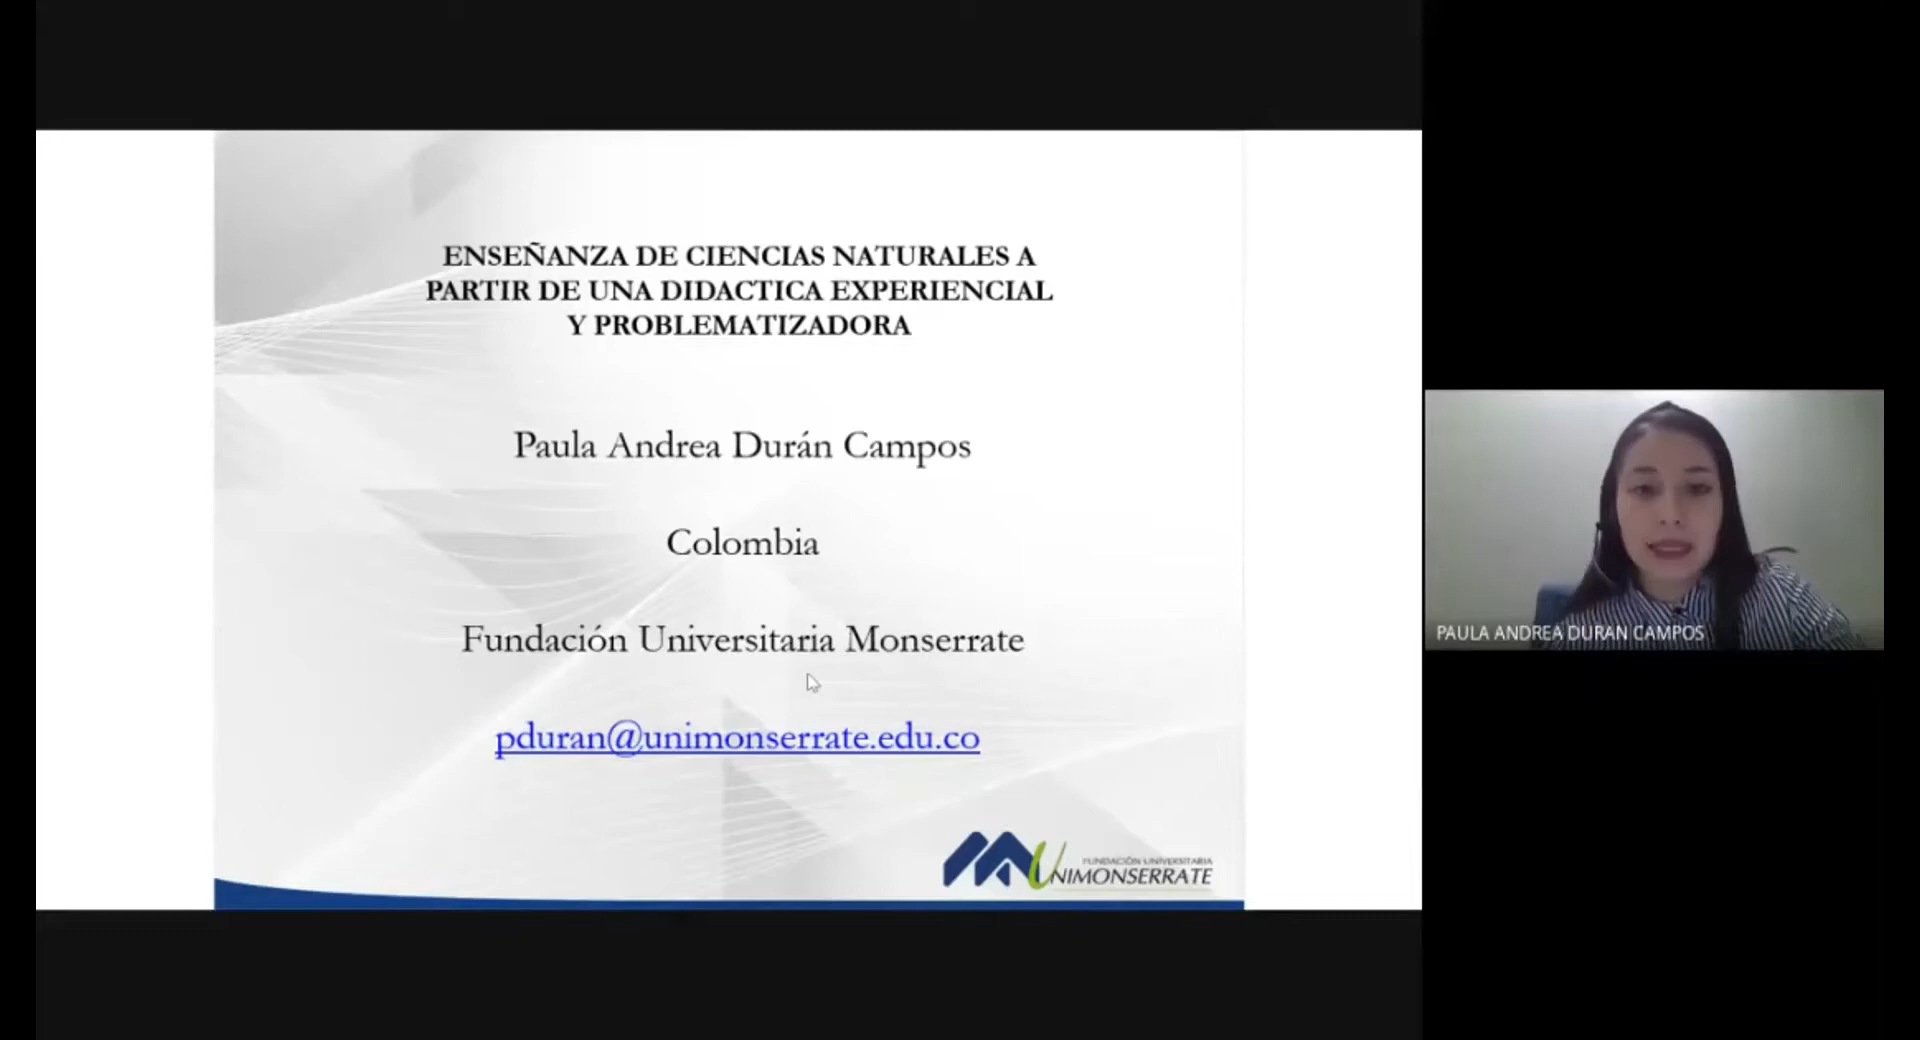 ENSEÑANZA DE CIENCIAS NATURALES A
PARTIR DE UNA DIDACTICA EXPERIENCIAL
Y PROBLEMATIZADORA
Paula Andrea Durán Campos
Colombia
Fundación Universitaria Monserrate
pduran@unimonserrate.edu.co
FUNDACIÓN UNIVERSITARIA
UNIMONSERRATE
PAULA ANDREA DURAN CAMPOS